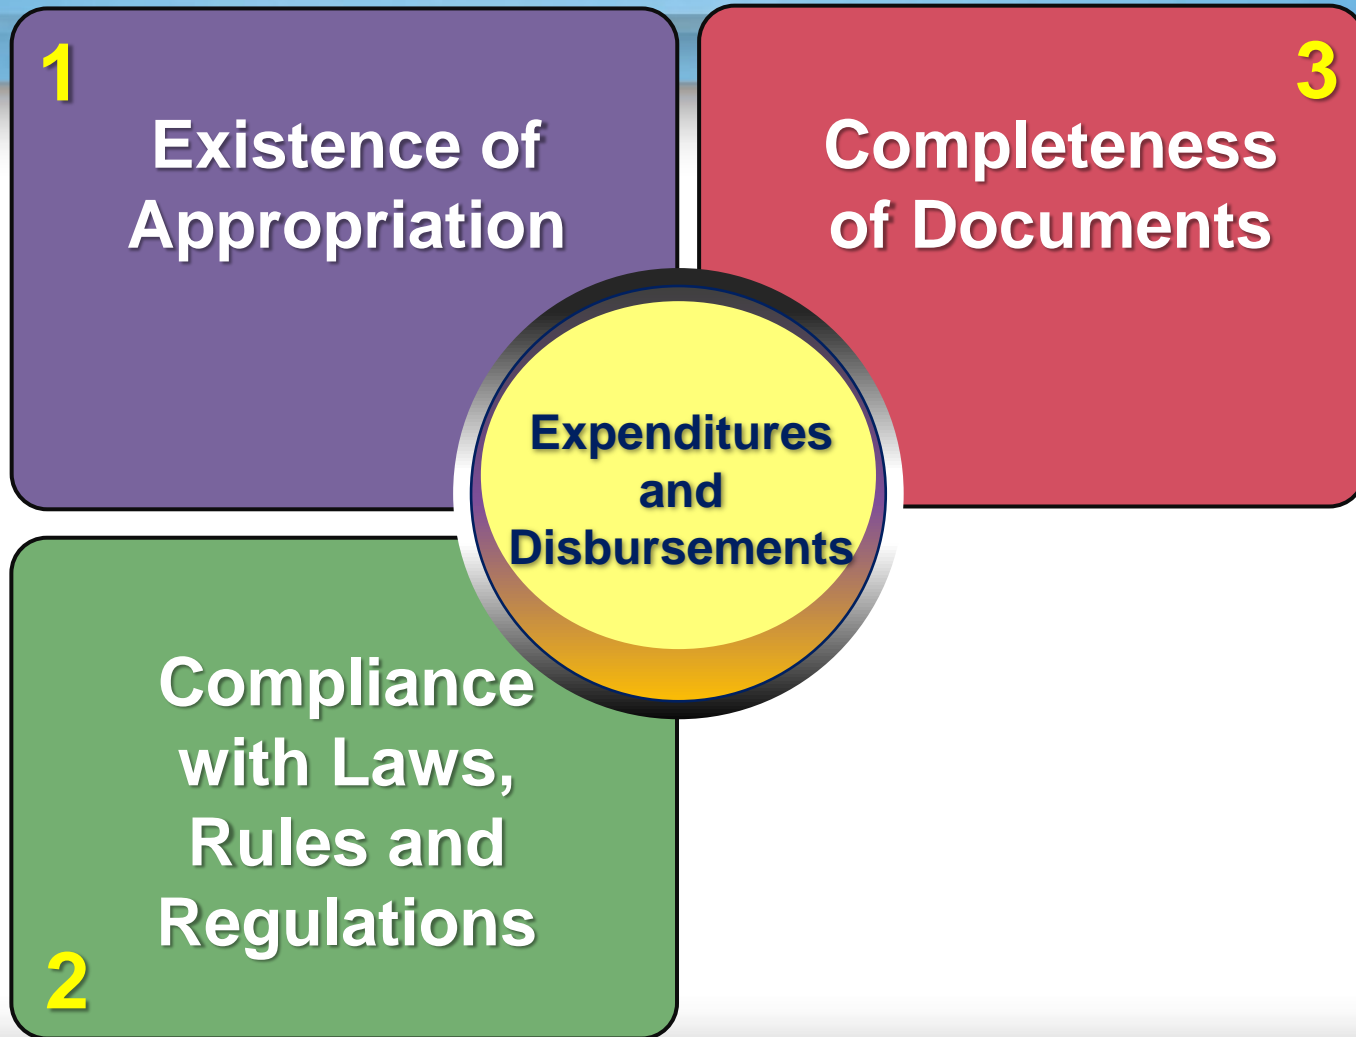 1
Existence of
Appropriation
3
Completeness
of Documents
Expenditures
and
Disbursements
Compliance
with Laws,
Rules and
Regulations
2